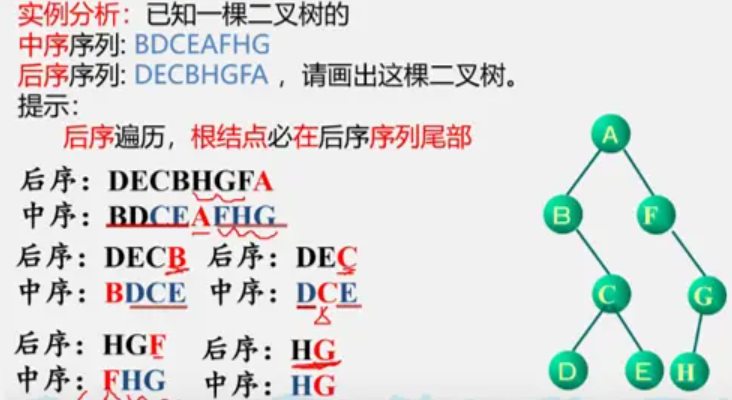 实例分析：已知一棵二叉树的
中序序列: BDCEAFHG
后序序列: DECBHGFA ，请画出这棵二叉树。
提示：
后序遍历，根结点必在后序序列尾部
后序：DECBHGFA
中序：BDCEAFHG
后序：DECB 后序：DEC
中序：BDCE 中序：DCE
后序：HGF 后序：HG
中序：FHG 中序：HG
A
B F
C G
D E H